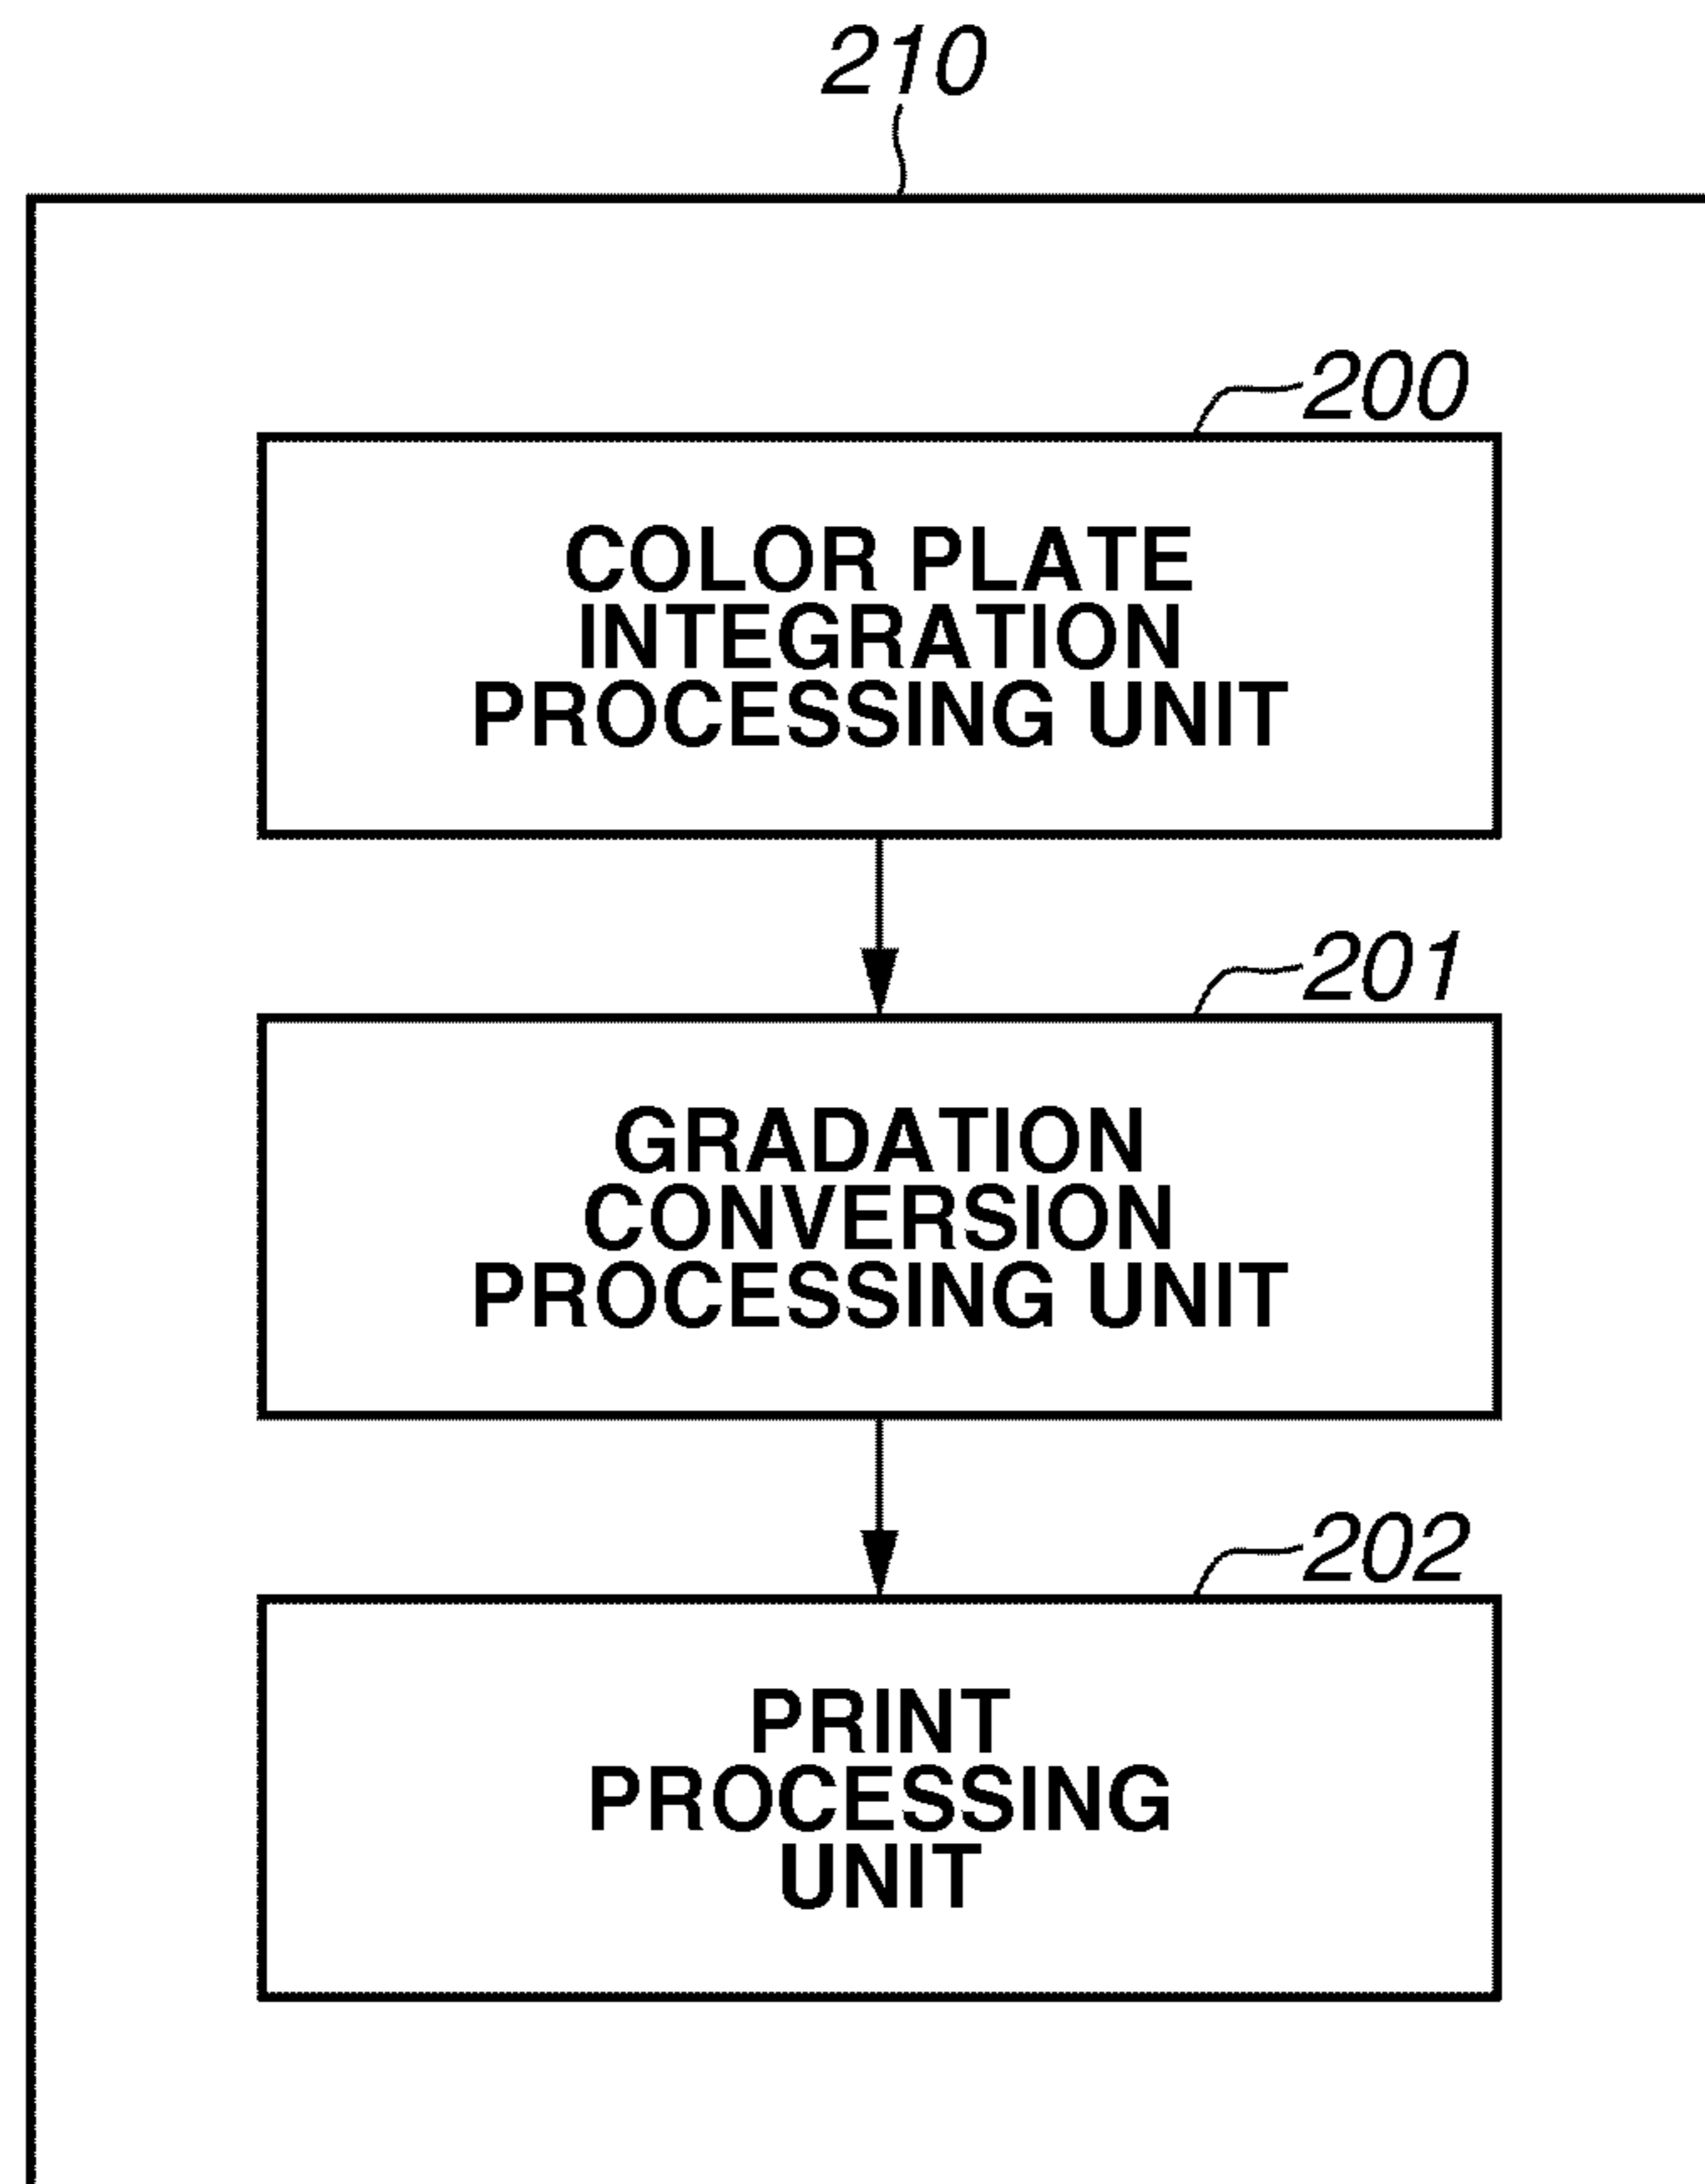 210
200
COLOR PLATE
INTEGRATION
PROCESSING UNIT
201
GRADATION
CONVERSION
PROCESSING UNIT
202
PRINT
PROCESSING
UNIT